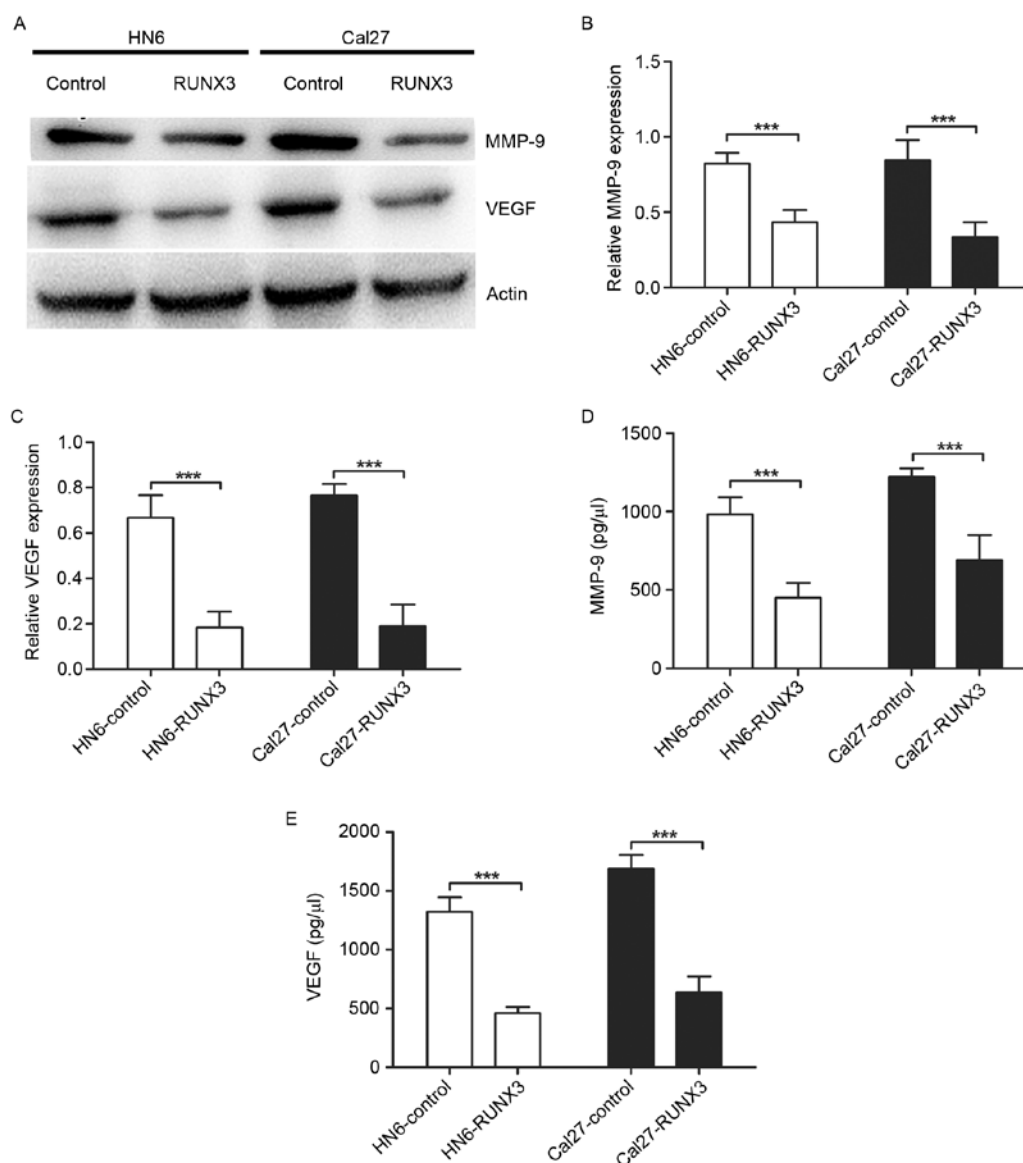 A
HN6 Cal27
Control RUNX3 Control RUNX3
MMP-9
VEGF
Actin
B
Relative MMP-9 expression
1.5
1.0
0.5
0.0
*** ***
HN6-control
HN6-RUNX3
Cal27-control
Cal27-RUNX3
C
Relative VEGF expression
1.0
0.8
0.6
0.4
0.2
0.0
*** ***
HN6-control
HN6-RUNX3
Cal27-control
Cal27-RUNX3
D
MMP-9 (pg/µl)
1500
1000
500
0
*** ***
HN6-control
HN6-RUNX3
Cal27-control
Cal27-RUNX3
E
VEGF (pg/µl)
2000
1500
1000
500
0
*** ***
HN6-control
HN6-RUNX3
Cal27-control
Cal27-RUNX3